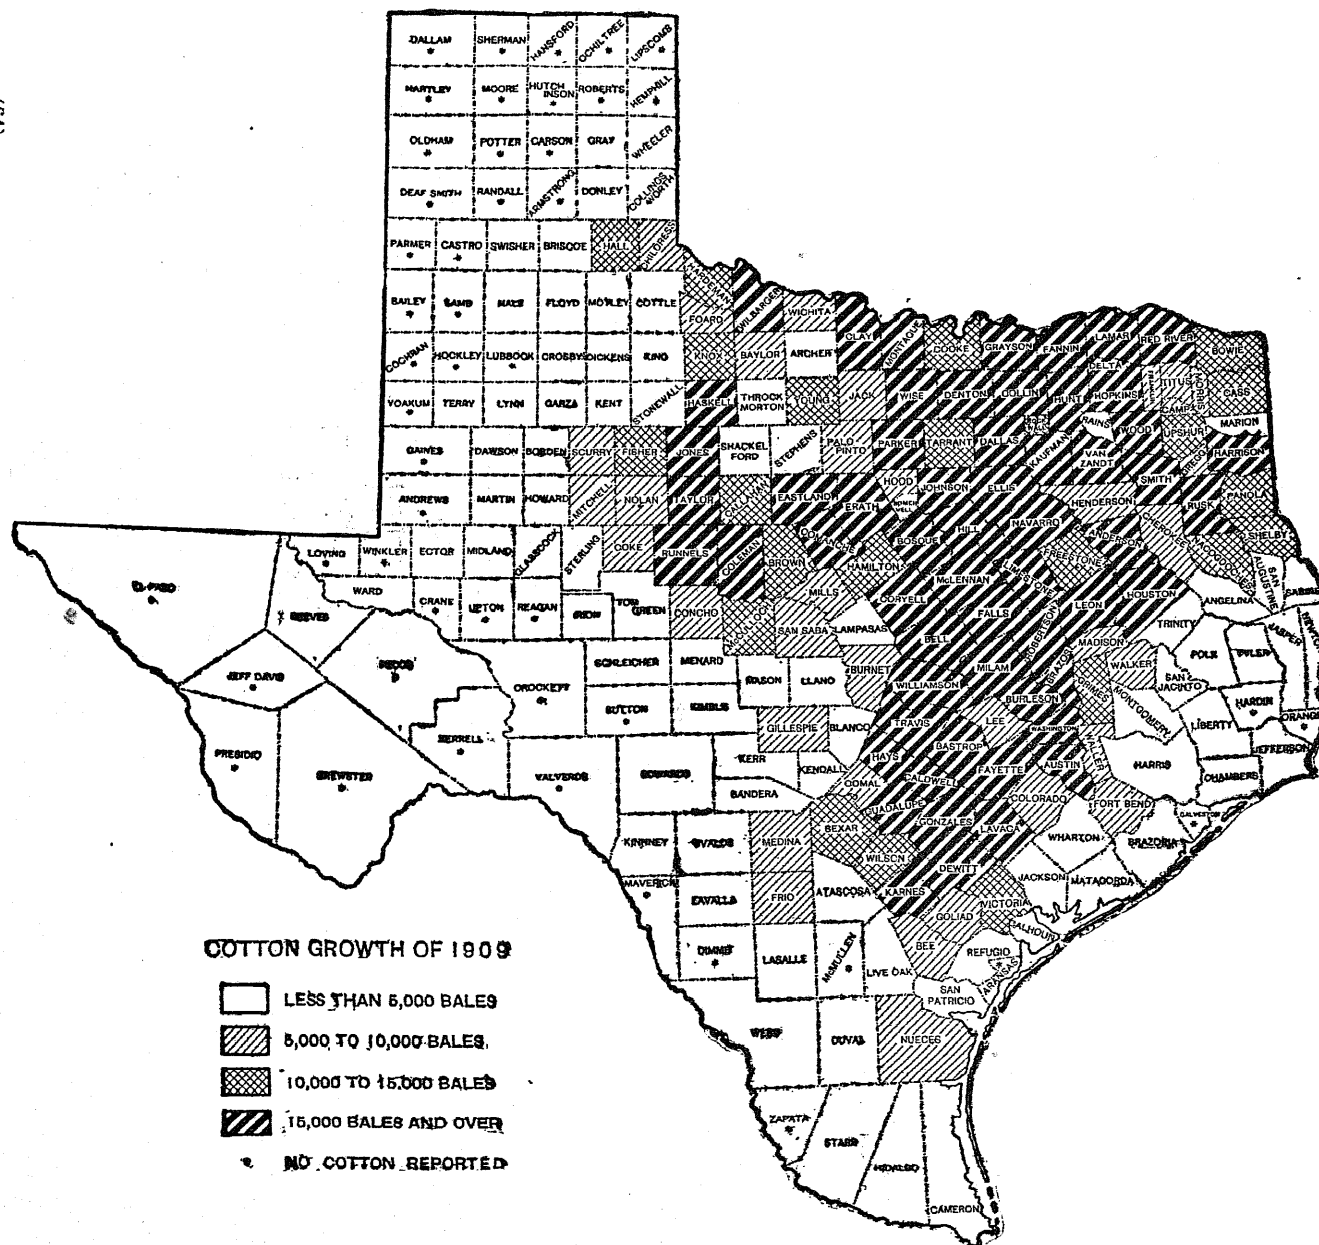 DALLAM SHERMAN HANSFORD OCHILTREE LIPSCOMB
HARTLEY MOORE HUTCH INSON ROBERTS HEMPHILL
OLDHAM POTTER CARSON GRAY WHEELER
DEAF SMITH RANDALL ARMSTRONG DONLEY COLLINGS WORTH
PARMER CASTRO SWISHER BRISCOE HALL CHILDRESS
BAILEY LAMB HALE FLOYD MOTLEY COTTLE HARDEMAN FOARD WILBARGER WICHITA
COCHRAN HOCKLEY LUBBOCK CROSBY DICKENS KING KNOX BAYLOR ARCHER CLAY MONTAGUE COOKE GRAYSON FANNIN LAMAR RED RIVER BOWIE
DELTA
YOAKUM TERRY LYNN GARZA KENT STONEWALL HASKELL THROCK MORTON YOUNG JACK WISE DENTON COLLIN HUNT HOPKINS FRANKLIN TITUS MORRIS CASS
CAMP MARION
GAINES DAWSON BORDEN SCURRY FISHER JONES SHACKEL FORD STEPHENS PALO PINTO PARKER TARRANT DALLAS KAUFMAN RAINS VAN ZANDT WOOD UPSHUR GREGG HARRISON
ANDREWS MARTIN HOWARD MITCHELL NOLAN TAYLOR CALLAHAN EASTLAND ERATH HOOD JOHNSON ELLIS HENDERSON SMITH RUSK PANOLA
LOVING WINKLER ECTOR MIDLAND GLASSCOCK STERLING COKE RUNNELS COLEMAN BROWN COMANCHE HAMILTON BOSQUE HILL NAVARRO FREESTONE ANDERSON CHEROKEE NACOGDOCHES SHELBY
EL PASO REEVES WARD CRANE UPTON REAGAN IRION TOM GREEN CONCHO McCULLOCH MILLS SAN SABA LAMPASAS CORYELL McLENNAN LIMESTONE FALLS LEON HOUSTON ANGELINA SAN AUGUSTINE SABINE
JEFF DAVIS PECOS CROCKETT SCHLEICHER MENARD MASON LLANO BURNET BELL MILAM ROBERTSON BRAZOS MADISON WALKER TRINITY POLK TYLER JASPER NEWTON
PRESIDIO BREWSTER TERRELL SUTTON KIMBLE GILLESPIE BLANCO WILLIAMSON TRAVIS LEE BURLESON GRIMES MONTGOMERY SAN JACINTO LIBERTY HARDIN ORANGE
VALVERDE EDWARDS KERR KENDALL HAYS BASTROP WASHINGTON WALLER HARRIS CHAMBERS JEFFERSON
BANDERA COMAL CALDWELL FAYETTE AUSTIN
KINNEY UVALDE MEDINA BEXAR GUADALUPE GONZALES LAVACA COLORADO FORT BEND GALVESTON
WILSON WHARTON BRAZORIA
MAVERICK ZAVALLA FRIO ATASCOSA KARNES DEWITT JACKSON MATAGORDA
GOLIAD VICTORIA CALHOUN
DIMMIT LASALLE McMULLEN LIVE OAK BEE REFUGIO ARANSAS
SAN PATRICIO
WEBB DUVAL NUECES
ZAPATA STARR HIDALGO CAMERON
COTTON GROWTH OF 1909
LESS THAN 5,000 BALES
5,000 TO 10,000 BALES.
10,000 TO 15,000 BALES
15,000 BALES AND OVER
NO COTTON REPORTED